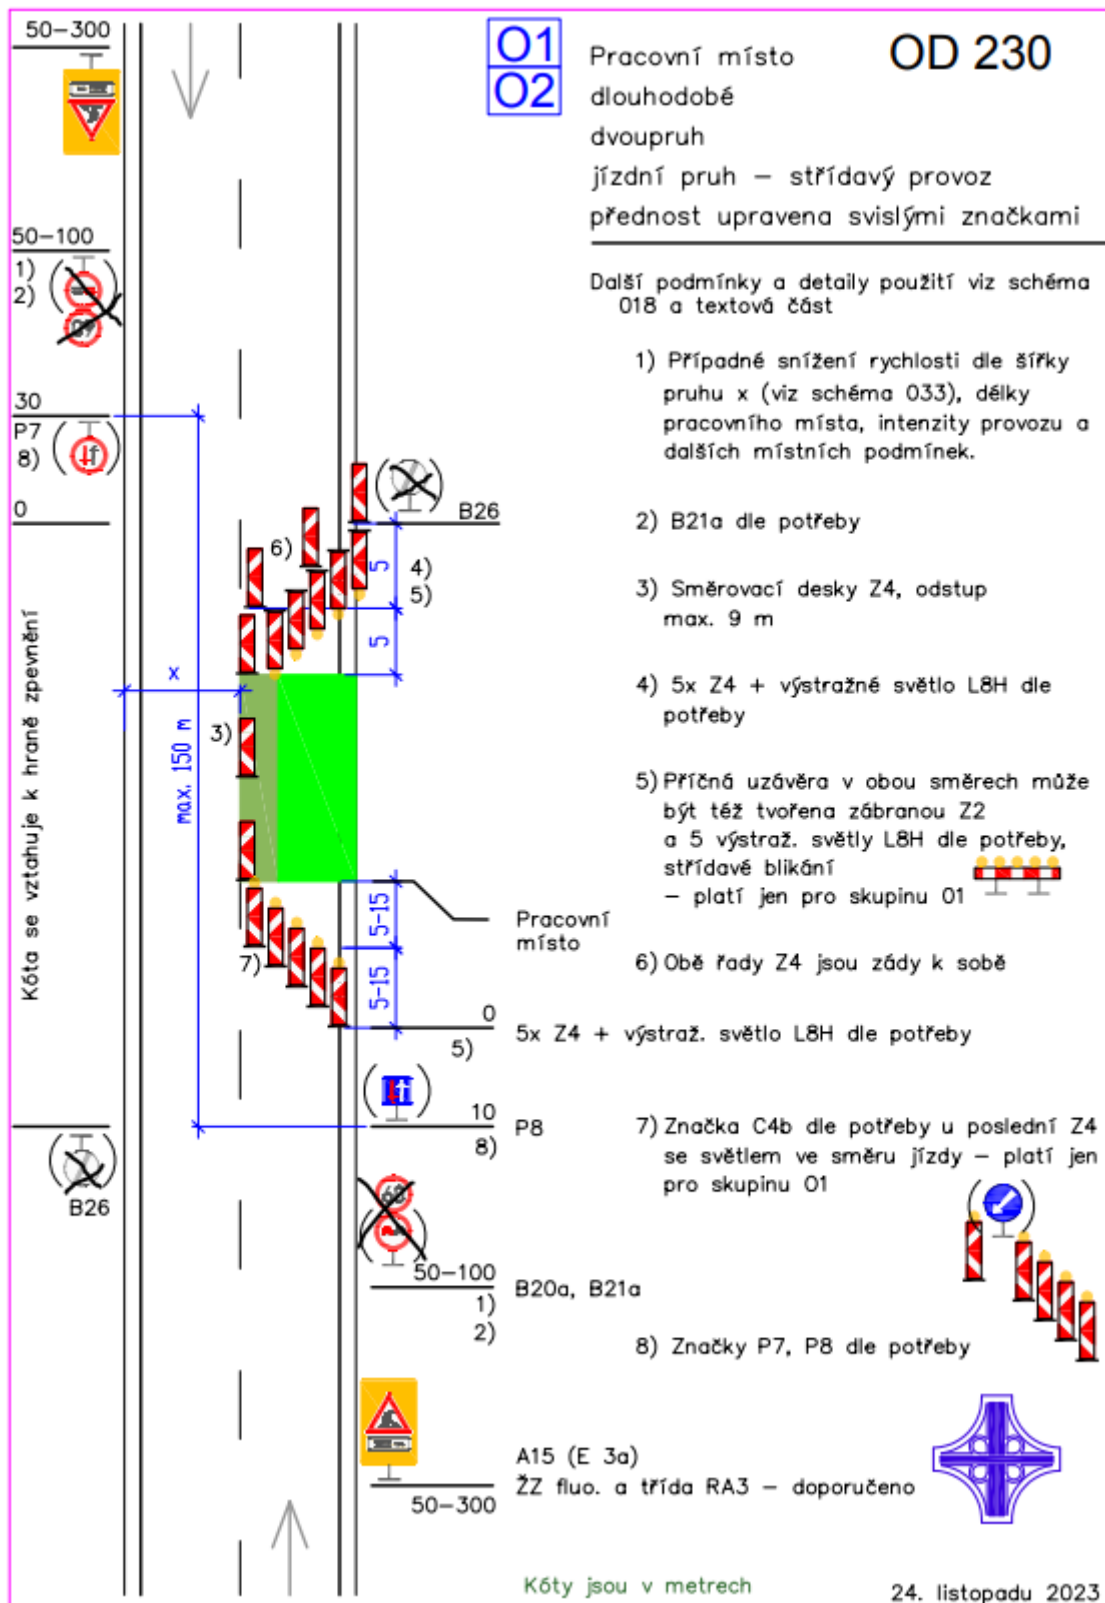 O1
O2
OD 230
Pracovní místo
dlouhodobé
dvoupruh
jízdní pruh – střídavý provoz
přednost upravena svislými značkami
Další podmínky a detaily použití viz schéma
018 a textová část
1) Případné snížení rychlosti dle šířky
pruhu x (viz schéma 033), délky
pracovního místa, intenzity provozu a
dalších místních podmínek.
2) B21a dle potřeby
3) Směrovací desky Z4, odstup
max. 9 m
4) 5x Z4 + výstražné světlo L8H dle
potřeby
5) Příčná uzávěra v obou směrech může
být též tvořena zábranou Z2
a 5 výstraž. světly L8H dle potřeby,
střídavé blikání
– platí jen pro skupinu 01
6) Obě řady Z4 jsou zády k sobě
7) Značka C4b dle potřeby u poslední Z4
se světlem ve směru jízdy – platí jen
pro skupinu 01
8) Značky P7, P8 dle potřeby
50-300
50-100
1)
2)
30
P7
8)
0
Kóta se vztahuje k hraně zpevnění
B26
x
max. 150 m
3)
6)
7)
B26
5
4)
5)
5
5-15
Pracovní
místo
5-15
0
5)
5x Z4 + výstraž. světlo L8H dle potřeby
10
P8
8)
60
50-100
B20a, B21a
1)
2)
A15 (E 3a)
ŽZ fluo. a třída RA3 – doporučeno
50-300
Kóty jsou v metrech
24. listopadu 2023